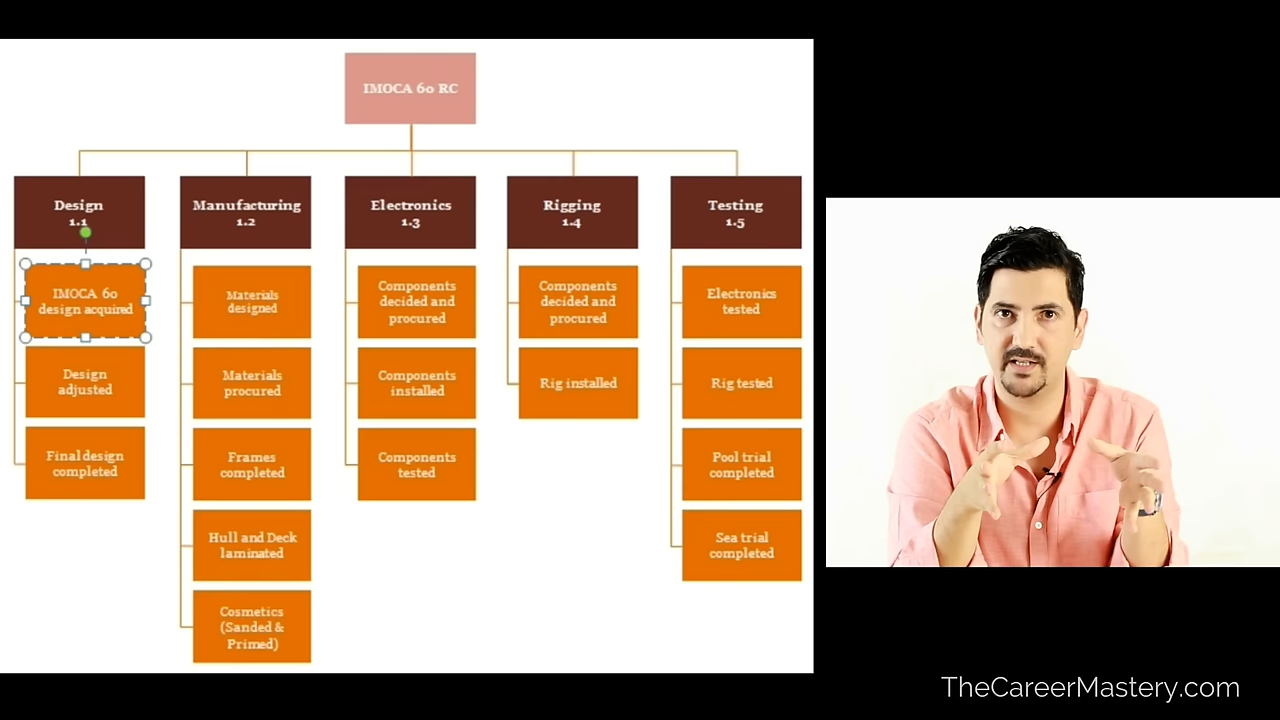 IMOCA 60 RC
Design
1.1
Manufacturing
1.2
Electronics
1.3
Rigging
1.4
Testing
1.5
IMOCA 60
design acquired
Design
adjusted
Final design
completed
Materials
designed
Materials
procured
Frames
completed
Hull and Deck
laminated
Cosmetics
(Sanded &
Primed)
Components
decided and
procured
Components
installed
Components
tested
Components
decided and
procured
Rig installed
Electronics
tested
Rig tested
Pool trial
completed
Sea trial
completed
TheCareerMastery.com